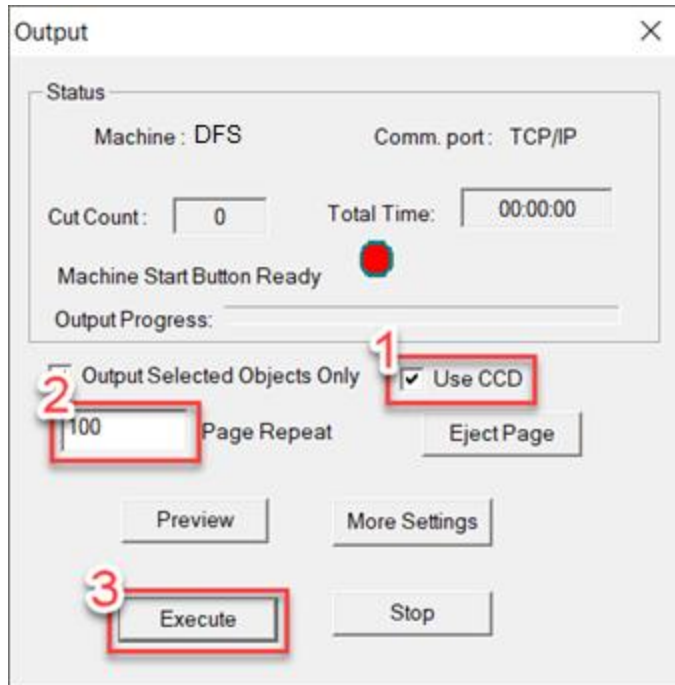 Output
Status
Machine : DFS Comm. port : TCP/IP
Cut Count : 0 Total Time: 00:00:00
Machine Start Button Ready
Output Progress:
1
Output Selected Objects Only Use CCD
2
100 Page Repeat Eject Page
Preview More Settings
3
Execute Stop